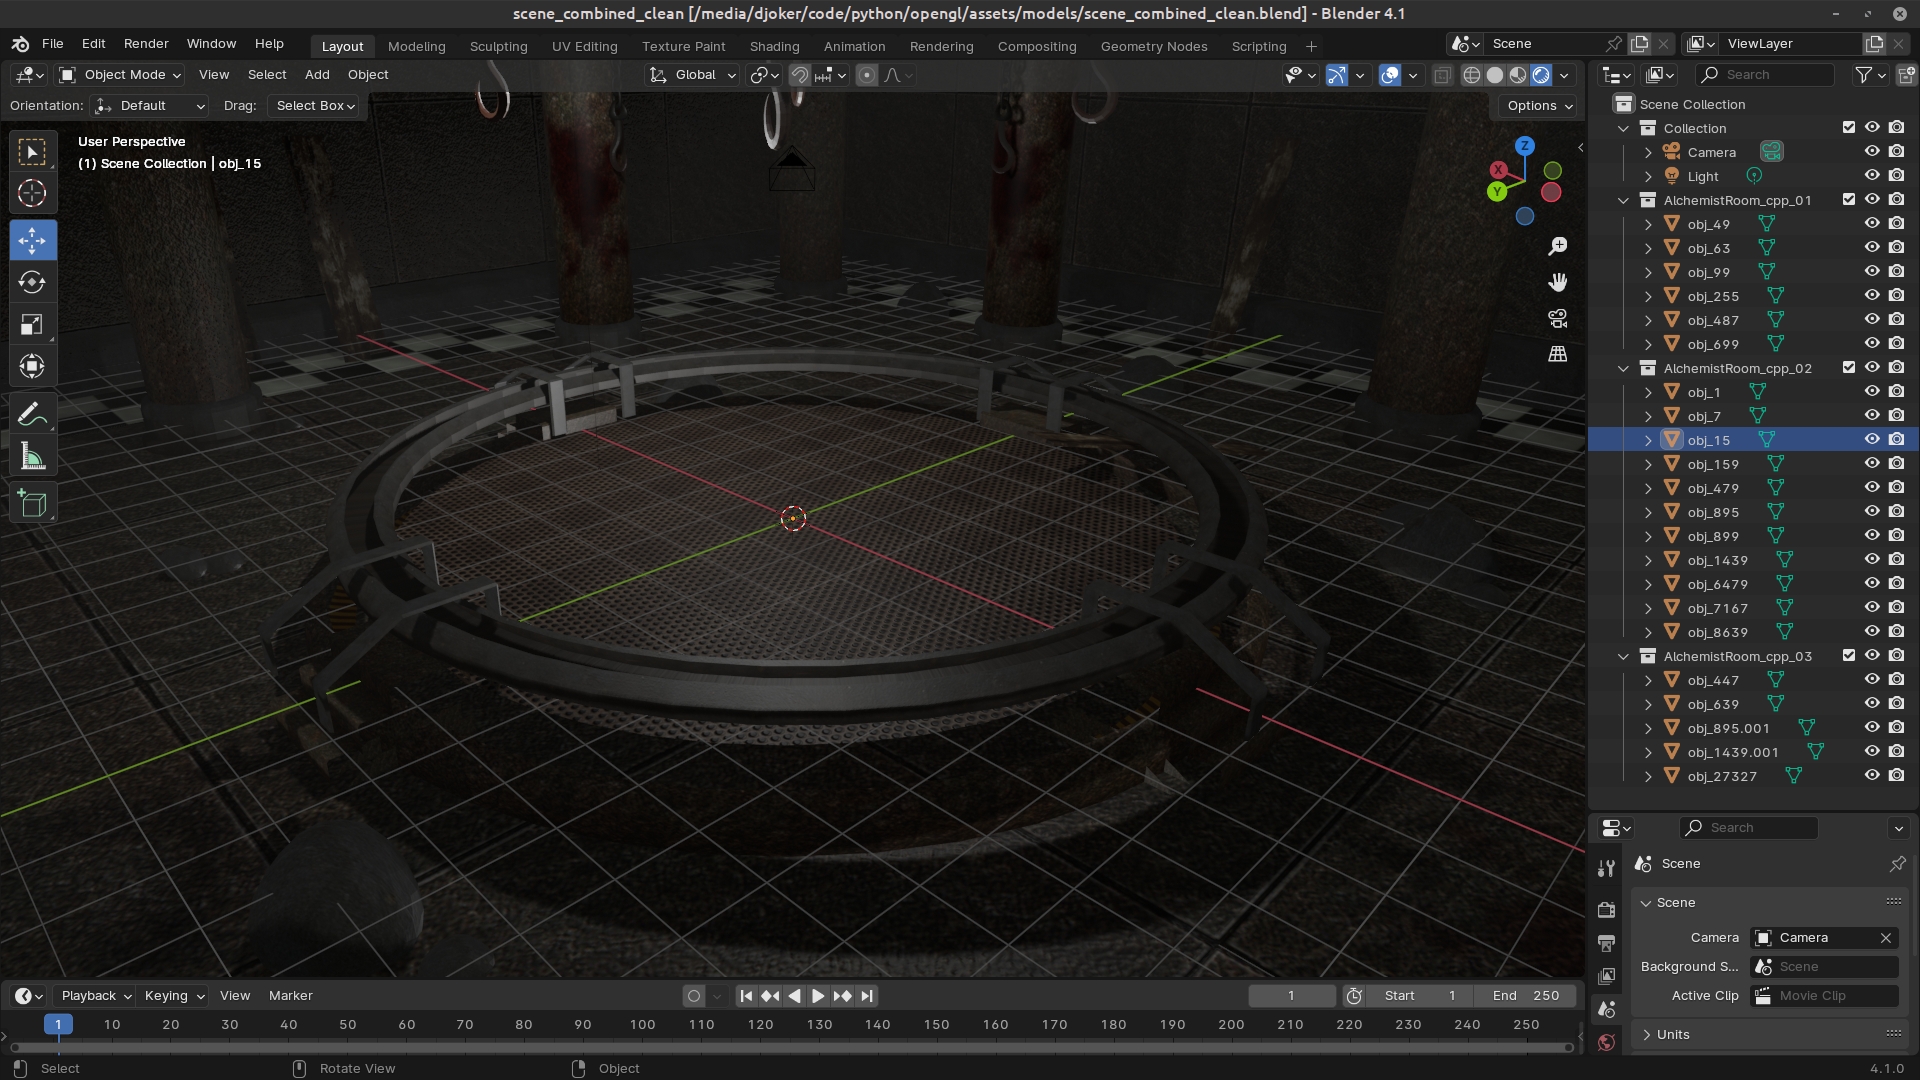 scene_combined_clean [/media/djoker/code/python/opengl/assets/models/scene_combined_clean.blend] - Blender 4.1
File Edit Render Window Help
Layout Modeling Sculpting UV Editing Texture Paint Shading Animation Rendering Compositing Geometry Nodes Scripting +
Scene
ViewLayer
Object Mode View Select Add Object
Global
Search
Orientation: Default Drag: Select Box
Options
User Perspective
(1) Scene Collection | obj_15
Z
X
Y
Scene Collection
Collection
Camera
Light
AlchemistRoom_cpp_01
obj_49
obj_63
obj_99
obj_255
obj_487
obj_699
AlchemistRoom_cpp_02
obj_1
obj_7
obj_15
obj_159
obj_479
obj_895
obj_899
obj_1439
obj_6479
obj_7167
obj_8639
AlchemistRoom_cpp_03
obj_447
obj_639
obj_895.001
obj_1439.001
obj_27327
Search
Scene
Scene
Camera Camera
Background S... Scene
Active Clip Movie Clip
Units
Playback Keying View Marker
1 Start 1 End 250
1 10 20 30 40 50 60 70 80 90 100 110 120 130 140 150 160 170 180 190 200 210 220 230 240 250
Select Rotate View Object 4.1.0